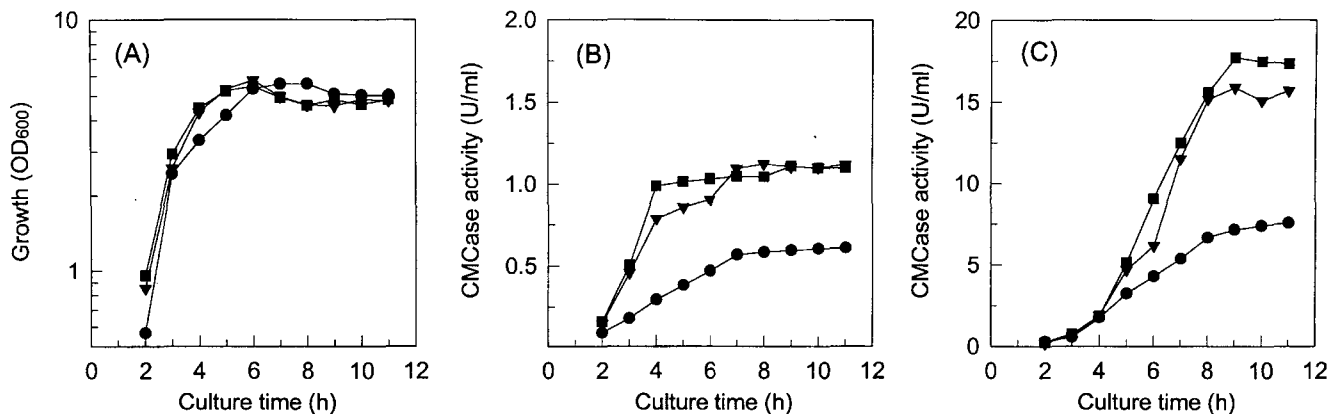 (A)
Growth (OD600)
10
1
0 2 4 6 8 10 12
Culture time (h)
(B)
CMCase activity (U/ml)
2.0
1.5
1.0
0.5
0 2 4 6 8 10 12
Culture time (h)
(C)
CMCase activity (U/ml)
20
15
10
5
0
0 2 4 6 8 10 12
Culture time (h)